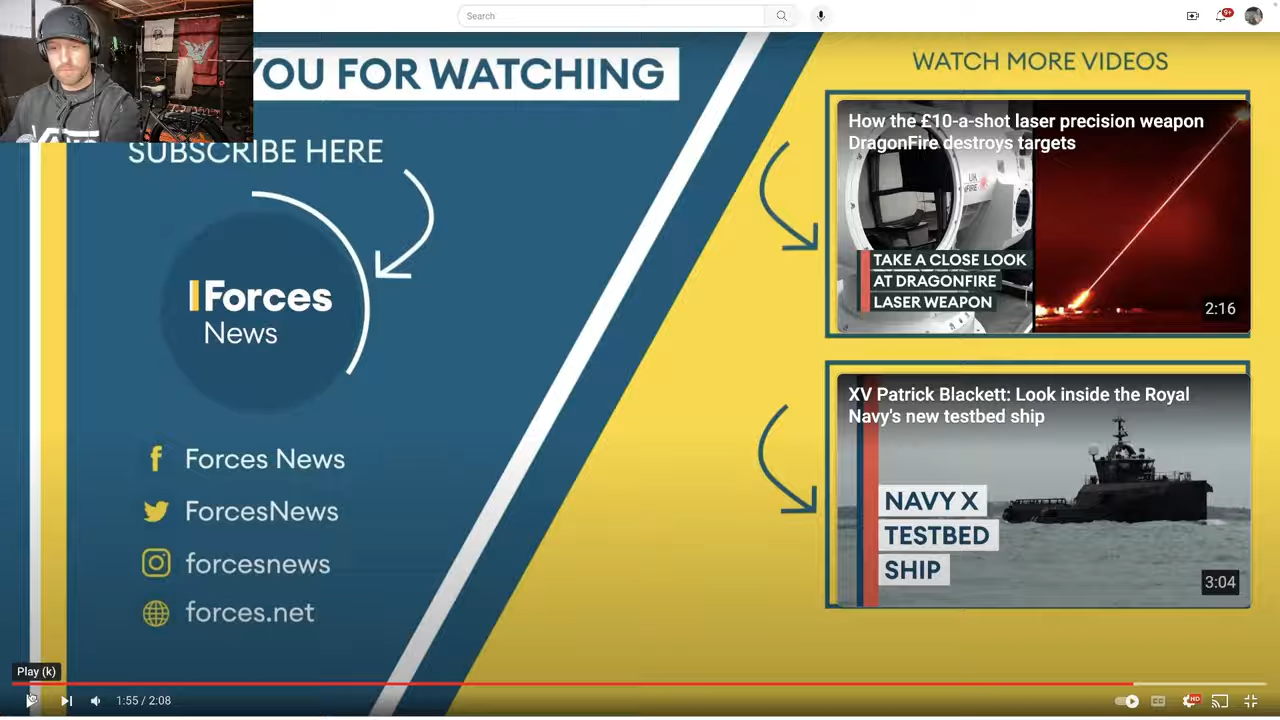 Search
9+
YOU FOR WATCHING
SUBSCRIBE HERE
Forces
News
Forces News
ForcesNews
forcesnews
forces.net
WATCH MORE VIDEOS
How the £10-a-shot laser precision weapon
DragonFire destroys targets
TAKE A CLOSE LOOK
AT DRAGONFIRE
LASER WEAPON
2:16
XV Patrick Blackett: Look inside the Royal
Navy's new testbed ship
NAVY X
TESTBED
SHIP
3:04
Play (k)
1:55 / 2:08
HD